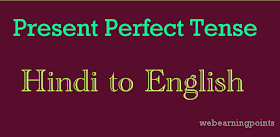 Present Perfect Tense
Hindi to English
webearningpoints